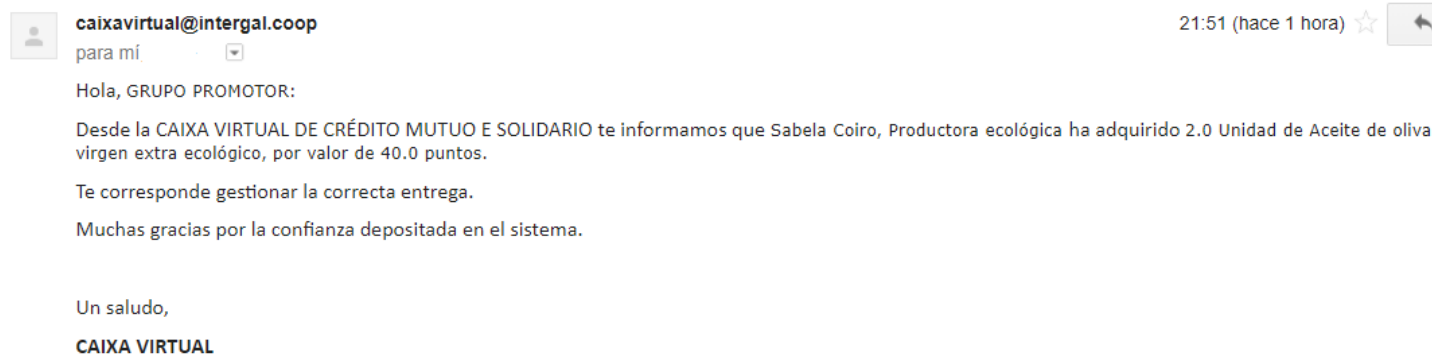 caixavirtual@intergal.coop
21:51 (hace 1 hora)
para mí
Hola, GRUPO PROMOTOR:
Desde la CAIXA VIRTUAL DE CRÉDITO MUTUO E SOLIDARIO te informamos que Sabela Coiro, Productora ecológica ha adquirido 2.0 Unidad de Aceite de oliva
virgen extra ecológico, por valor de 40.0 puntos.
Te corresponde gestionar la correcta entrega.
Muchas gracias por la confianza depositada en el sistema.
Un saludo,
CAIXA VIRTUAL